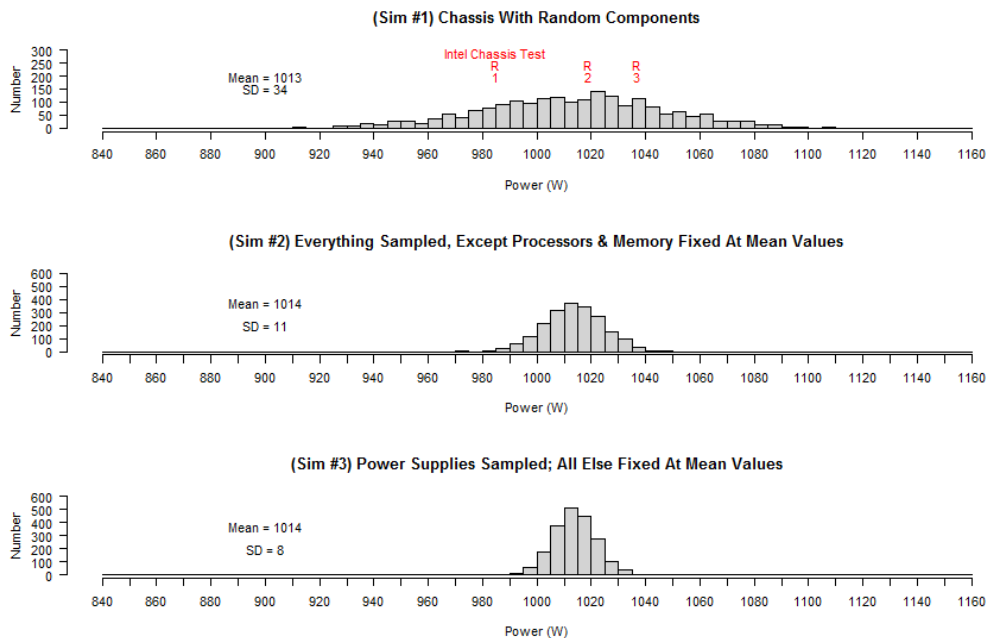 (Sim #1) Chassis With Random Components
Number
300
250
200
150
100
50
0
Mean = 1013
SD = 34
Intel Chassis Test
R R R
1 2 3
840 860 880 900 920 940 960 980 1000 1020 1040 1060 1080 1100 1120 1140 1160
Power (W)
(Sim #2) Everything Sampled, Except Processors & Memory Fixed At Mean Values
Number
600
500
400
300
200
100
0
Mean = 1014
SD = 11
840 860 880 900 920 940 960 980 1000 1020 1040 1060 1080 1100 1120 1140 1160
Power (W)
(Sim #3) Power Supplies Sampled; All Else Fixed At Mean Values
Number
600
500
400
300
200
100
0
Mean = 1014
SD = 8
840 860 880 900 920 940 960 980 1000 1020 1040 1060 1080 1100 1120 1140 1160
Power (W)